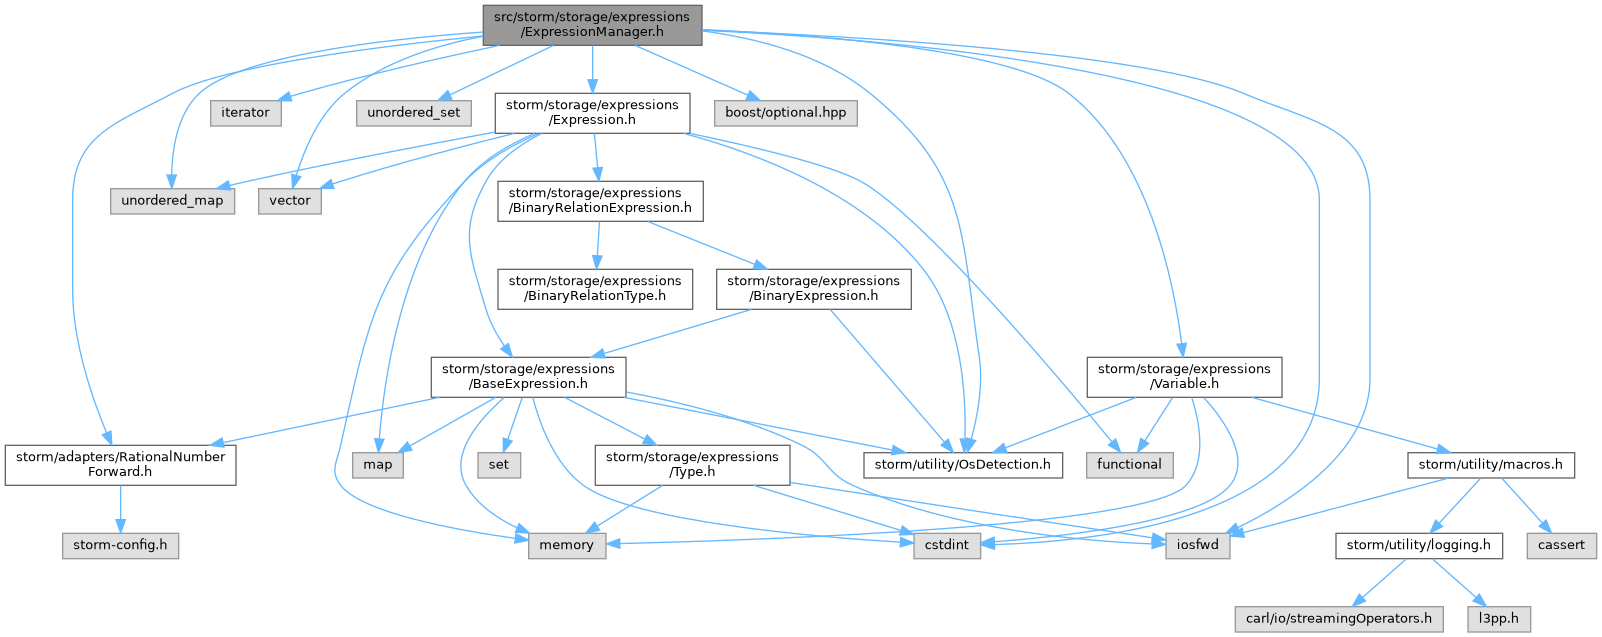 src/storm/storage/expressions
/ExpressionManager.h
iterator
unordered_set
storm/storage/expressions
/Expression.h
boost/optional.hpp
unordered_map
vector
storm/storage/expressions
/BinaryRelationExpression.h
storm/storage/expressions
/BinaryRelationType.h
storm/storage/expressions
/BinaryExpression.h
storm/storage/expressions
/BaseExpression.h
storm/storage/expressions
/Variable.h
storm/adapters/RationalNumber
Forward.h
map
set
storm/storage/expressions
/Type.h
storm/utility/OsDetection.h
functional
storm/utility/macros.h
storm-config.h
memory
cstdint
iosfwd
storm/utility/logging.h
cassert
carl/io/streamingOperators.h
l3pp.h